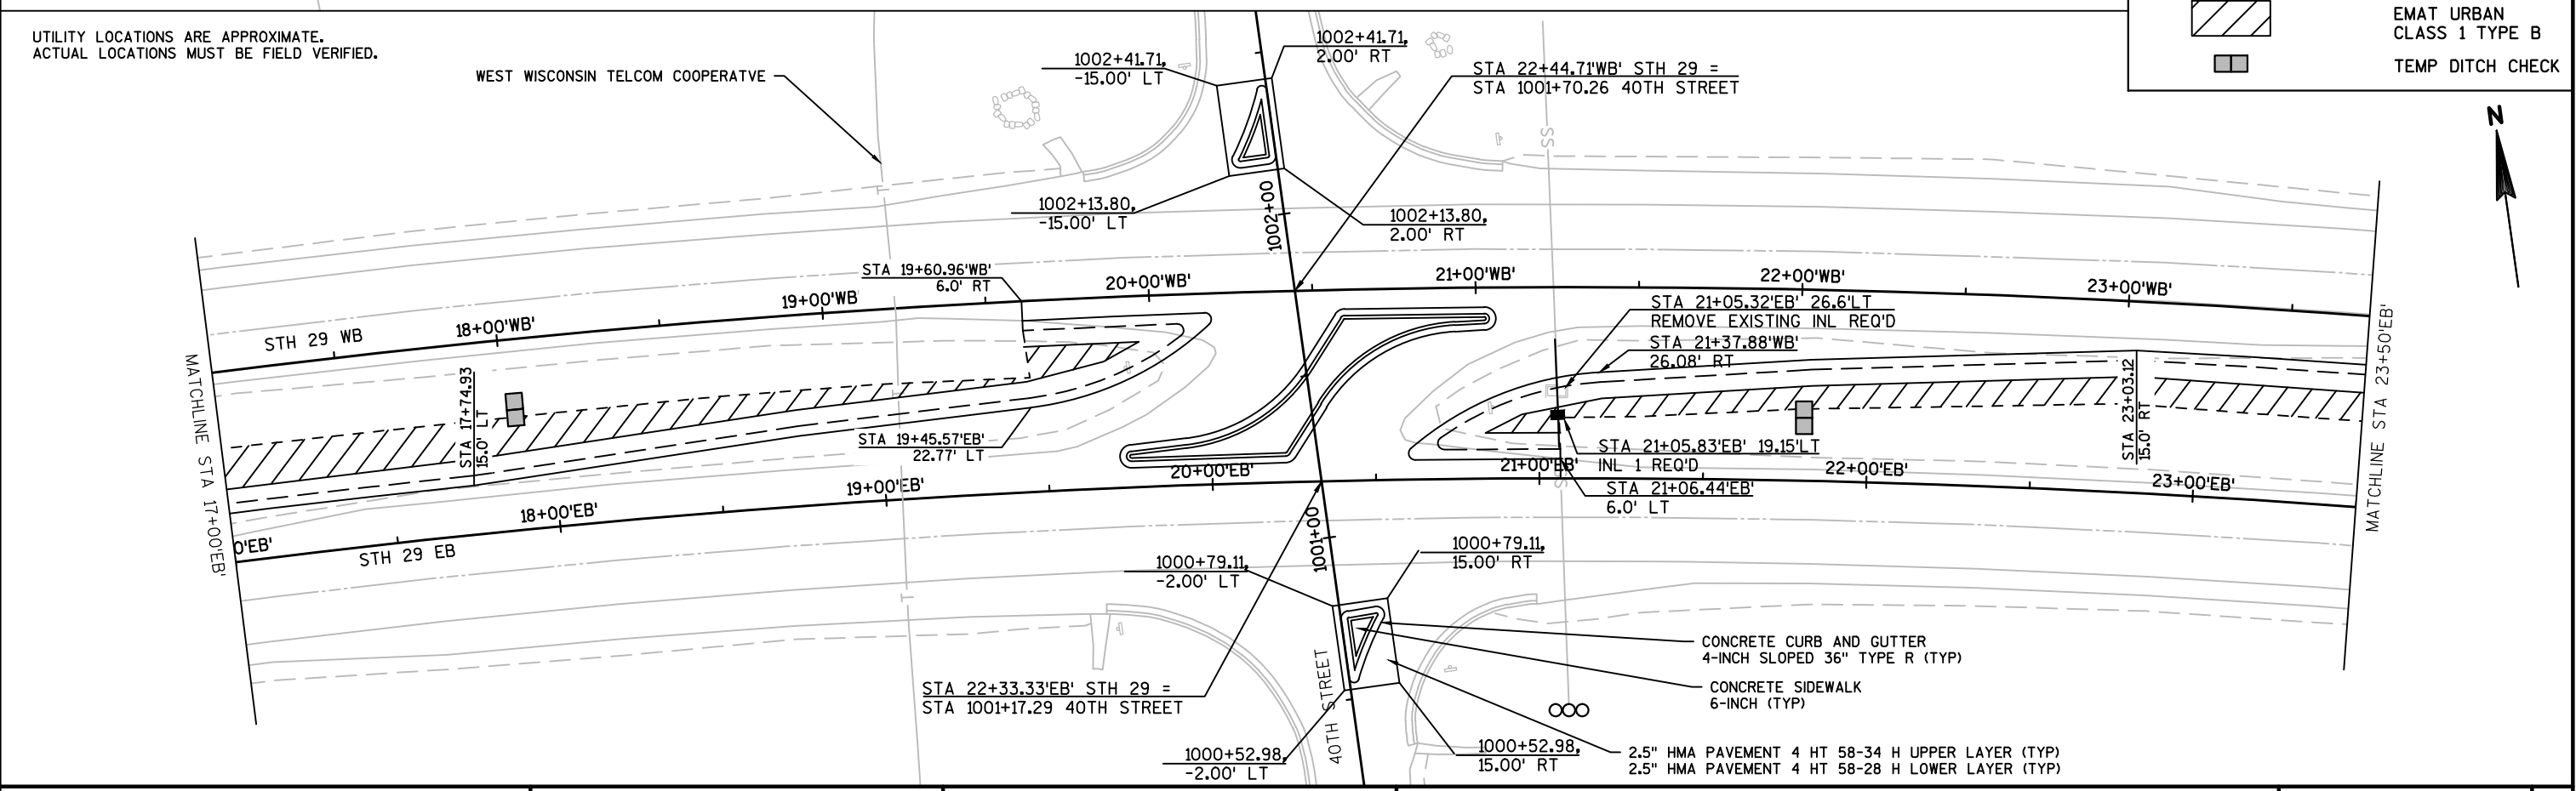 UTILITY LOCATIONS ARE APPROXIMATE.
ACTUAL LOCATIONS MUST BE FIELD VERIFIED.
WEST WISCONSIN TELCOM COOPERATVE
EMAT URBAN
CLASS 1 TYPE B
TEMP DITCH CHECK
N
1002+41.71,
-15.00' LT
1002+41.71,
2.00' RT
STA 22+44.71'WB' STH 29 =
STA 1001+70.26 40TH STREET
SS
1002+13.80,
-15.00' LT
1002+00
1002+13.80,
2.00' RT
STA 19+60.96'WB'
6.0' RT
STH 29 WB
18+00'WB'
19+00'WB
20+00'WB'
21+00'WB'
22+00'WB'
23+00'WB'
STA 21+05.32'EB' 26.6'LT
REMOVE EXISTING INL REQ'D
STA 21+37.88'WB'
26.08' RT
MATCHLINE STA 17+00'EB'
STA 17+74.93
15.0' LT
STA 19+45.57'EB'
22.77' LT
STA 21+05.83'EB' 19.15'LT
INL 1 REQ'D
STA 21+06.44'EB'
6.0' LT
STA 23+03.12
15.0' RT
MATCHLINE STA 23+50'EB'
0'EB'
STH 29 EB
18+00'EB'
19+00'EB'
20+00'EB'
21+00'EB'
22+00'EB'
23+00'EB'
1001+00
1000+79.11,
-2.00' LT
1000+79.11,
15.00' RT
CONCRETE CURB AND GUTTER
4-INCH SLOPED 36" TYPE R (TYP)
CONCRETE SIDEWALK
6-INCH (TYP)
STA 22+33.33'EB' STH 29 =
STA 1001+17.29 40TH STREET
40TH STREET
1000+52.98,
-2.00' LT
1000+52.98,
15.00' RT
2.5" HMA PAVEMENT 4 HT 58-34 H UPPER LAYER (TYP)
2.5" HMA PAVEMENT 4 HT 58-28 H LOWER LAYER (TYP)